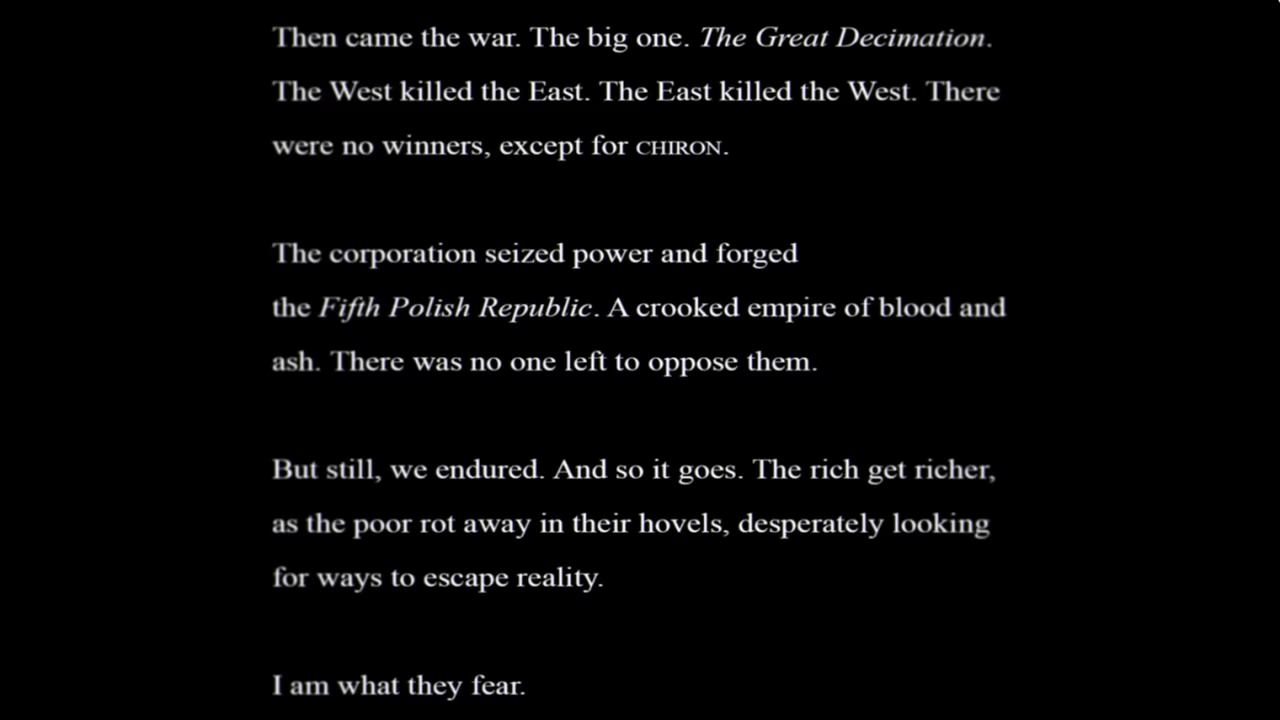 Then came the war. The big one. The Great Decimation.
The West killed the East. The East killed the West. There
were no winners, except for CHIRON.
The corporation seized power and forged
the Fifth Polish Republic. A crooked empire of blood and
ash. There was no one left to oppose them.
But still, we endured. And so it goes. The rich get richer,
as the poor rot away in their hovels, desperately looking
for ways to escape reality.
I am what they fear.